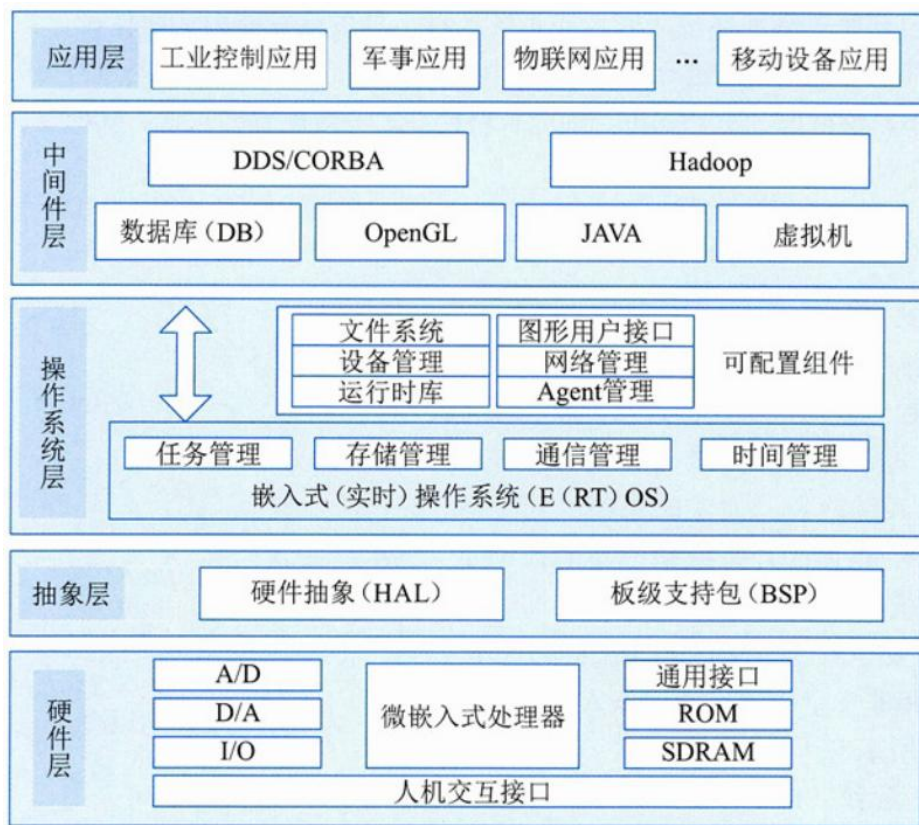 应用层 工业控制应用 军事应用 物联网应用 … 移动设备应用
中间件层
DDS/CORBA Hadoop
数据库(DB) OpenGL JAVA 虚拟机
操作系统层
文件系统 图形用户接口
设备管理 网络管理 可配置组件
运行时库 Agent管理
任务管理 存储管理 通信管理 时间管理
嵌入式(实时)操作系统(E(RT)OS)
抽象层 硬件抽象(HAL) 板级支持包(BSP)
硬件层
A/D 通用接口
D/A 微嵌入式处理器 ROM
I/O SDRAM
人机交互接口